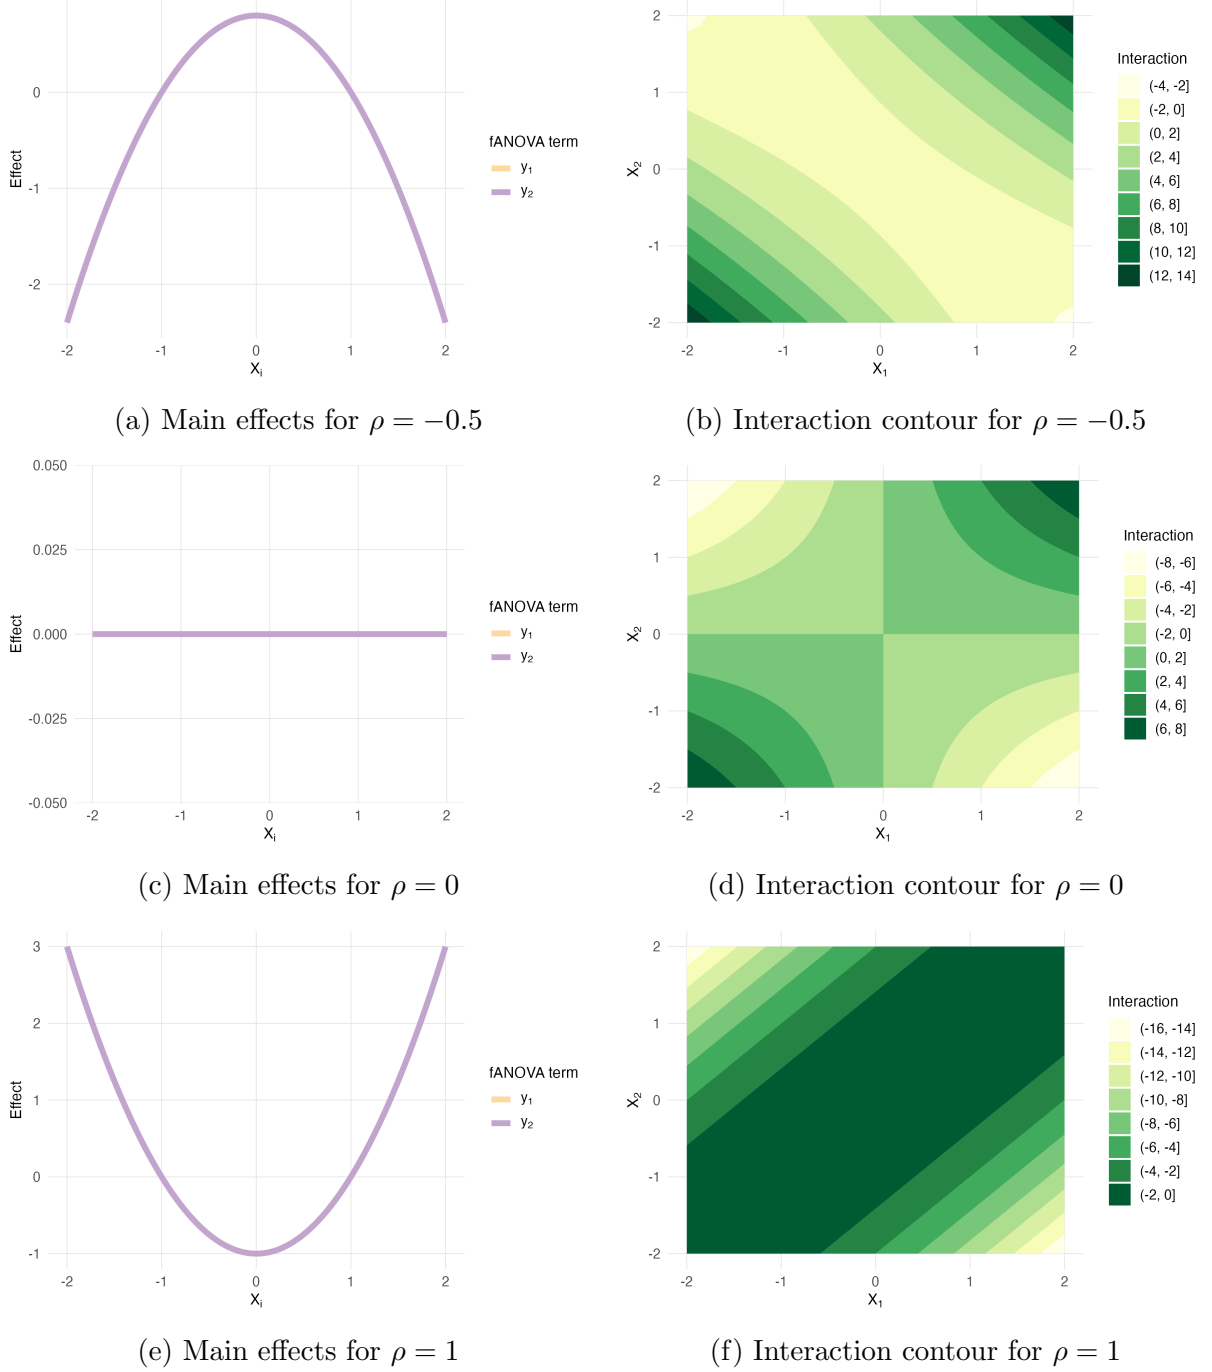 0
-1
-2
Effect
-2 -1 0 1 2
Xᵢ
fANOVA term
y₁
y₂
2
1
0
-1
-2
X₂
-2 -1 0 1 2
X₁
Interaction
(-4, -2]
(-2, 0]
(0, 2]
(2, 4]
(4, 6]
(6, 8]
(8, 10]
(10, 12]
(12, 14]
(a) Main effects for ρ = −0.5
(b) Interaction contour for ρ = −0.5
0.050
0.025
0.000
-0.025
-0.050
Effect
-2 -1 0 1 2
Xᵢ
fANOVA term
y₁
y₂
2
1
0
-1
-2
X₂
-2 -1 0 1 2
X₁
Interaction
(-8, -6]
(-6, -4]
(-4, -2]
(-2, 0]
(0, 2]
(2, 4]
(4, 6]
(6, 8]
(c) Main effects for ρ = 0
(d) Interaction contour for ρ = 0
3
2
1
0
-1
Effect
-2 -1 0 1 2
Xᵢ
fANOVA term
y₁
y₂
2
1
0
-1
-2
X₂
-2 -1 0 1 2
X₁
Interaction
(-16, -14]
(-14, -12]
(-12, -10]
(-10, -8]
(-8, -6]
(-6, -4]
(-4, -2]
(-2, 0]
(e) Main effects for ρ = 1
(f) Interaction contour for ρ = 1